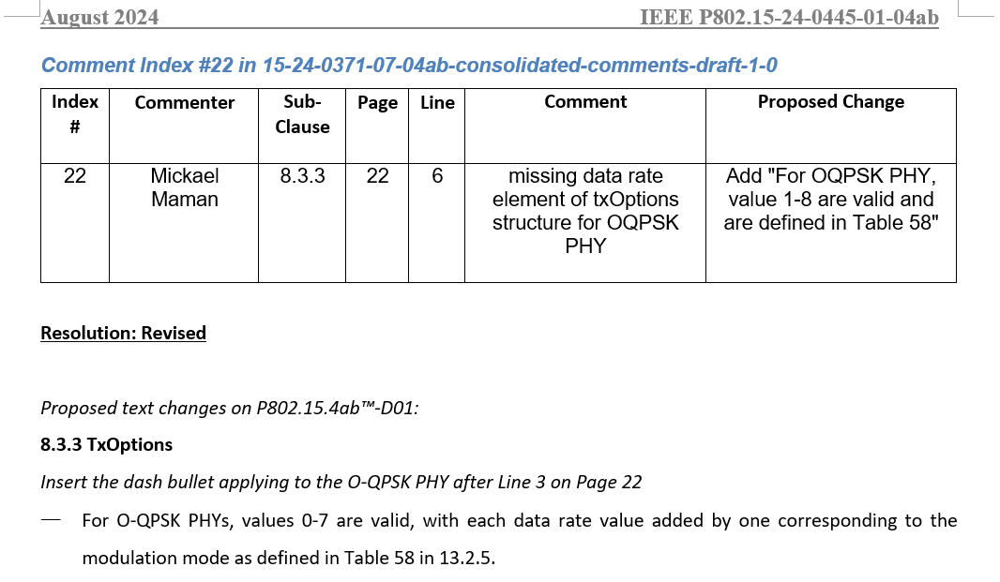 August 2024 IEEE P802.15-24-0445-01-04ab
Comment Index #22 in 15-24-0371-07-04ab-consolidated-comments-draft-1-0
Index # Commenter Sub-Clause Page Line Comment Proposed Change
22 Mickael Maman 8.3.3 22 6 missing data rate element of txOptions structure for OQPSK PHY Add "For OQPSK PHY, value 1-8 are valid and are defined in Table 58"
Resolution: Revised
Proposed text changes on P802.15.4ab™-D01:
8.3.3 TxOptions
Insert the dash bullet applying to the O-QPSK PHY after Line 3 on Page 22
— For O-QPSK PHYs, values 0-7 are valid, with each data rate value added by one corresponding to the
modulation mode as defined in Table 58 in 13.2.5.